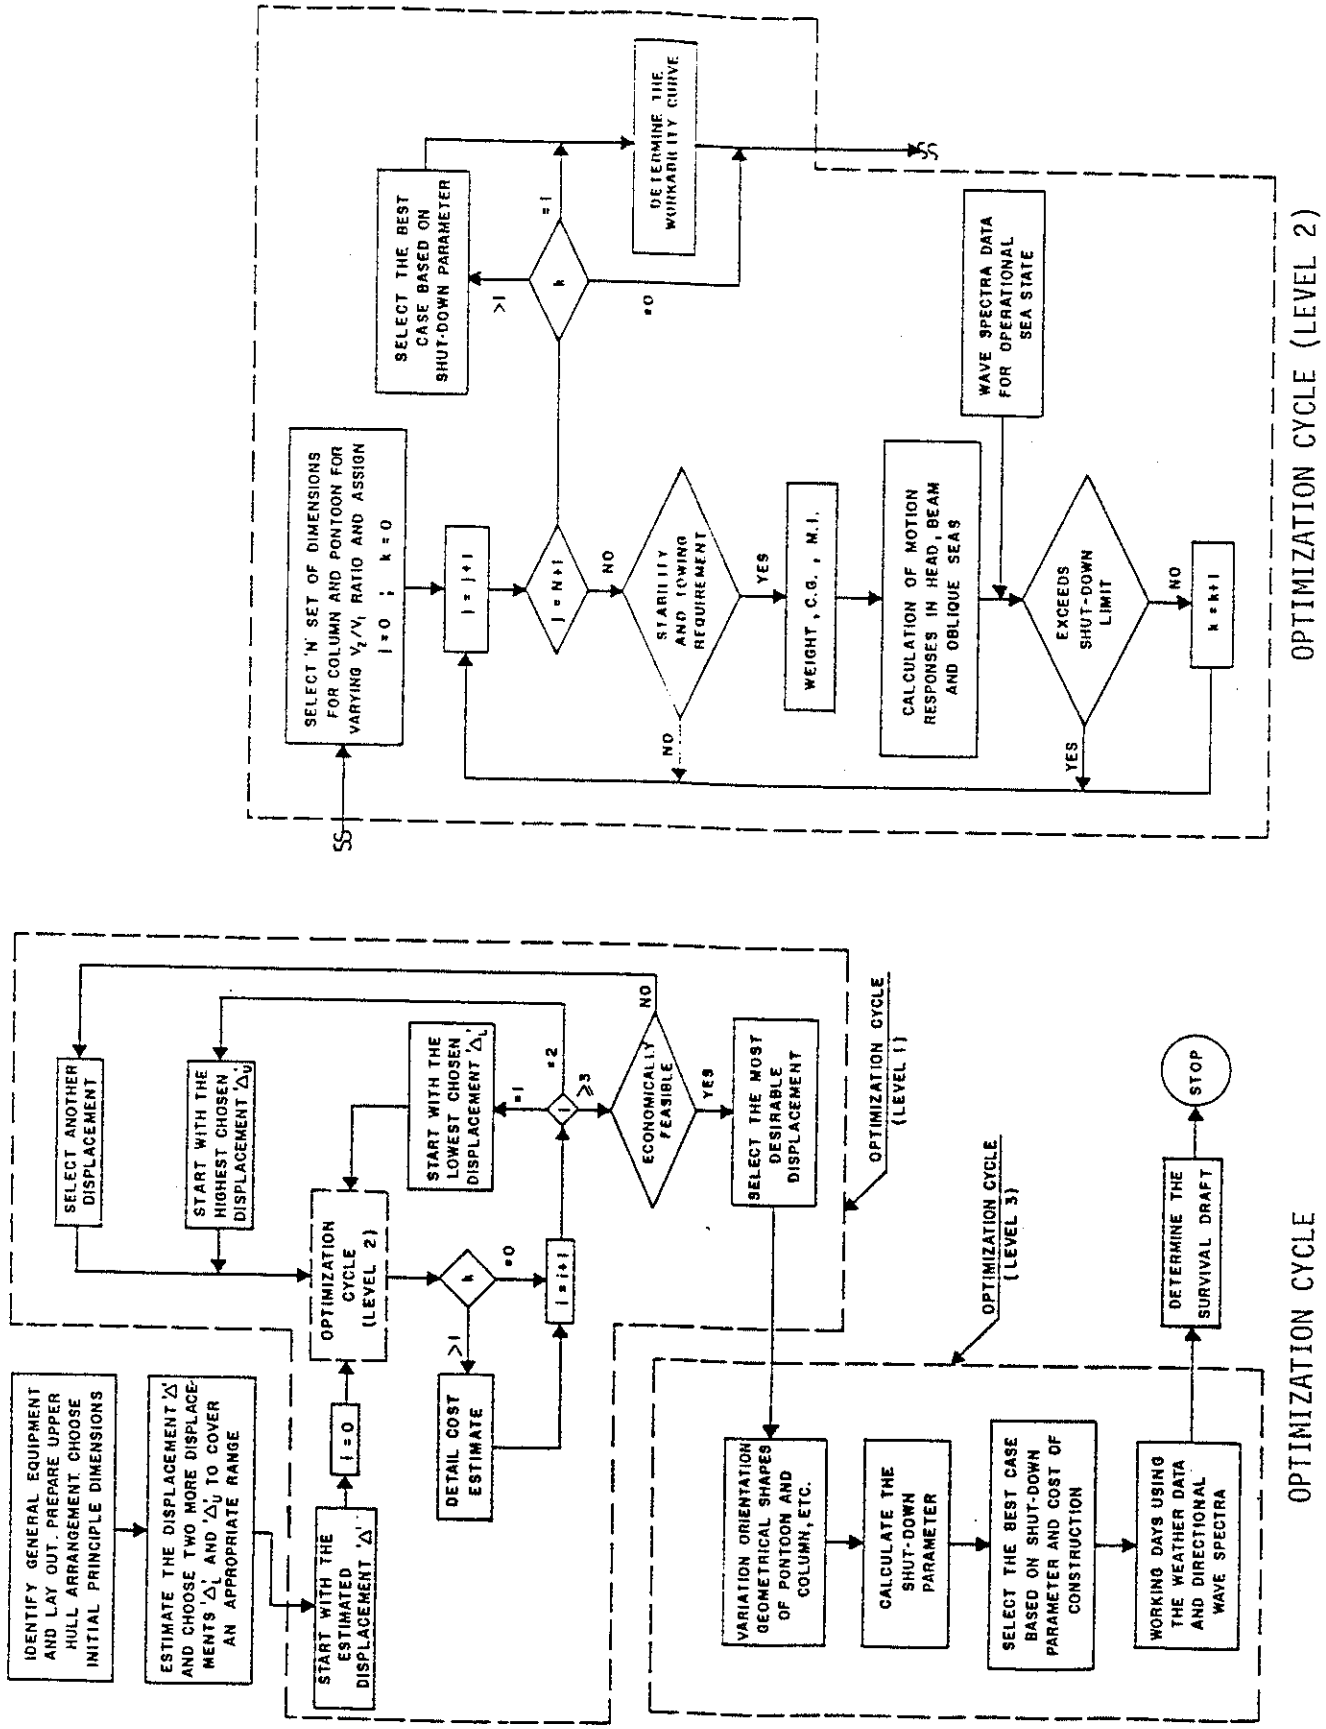 IDENTIFY GENERAL EQUIPMENT
AND LAY OUT. PREPARE UPPER
HULL ARRANGEMENT. CHOOSE
INITIAL PRINCIPLE DIMENSIONS
ESTIMATE THE DISPLACEMENT 'Δ'
AND CHOOSE TWO MORE DISPLACE-
MENTS 'ΔL' AND 'ΔU' TO COVER
AN APPROPRIATE RANGE
START WITH THE
ESTIMATED
DISPLACEMENT 'Δ'
i = 0
OPTIMIZATION
CYCLE
(LEVEL 2)
SELECT ANOTHER
DISPLACEMENT
START WITH THE
HIGHEST CHOSEN
DISPLACEMENT 'ΔU'
START WITH THE
LOWEST CHOSEN
DISPLACEMENT 'ΔL'
k
>1
=0
DETAIL COST
ESTIMATE
i = i+1
i
=1
=2
≥3
ECONOMICALLY
FEASIBLE
NO
YES
SELECT THE MOST
DESIRABLE
DISPLACEMENT
OPTIMIZATION CYCLE
(LEVEL 1)
OPTIMIZATION CYCLE
(LEVEL 3)
VARIATION ORIENTATION
GEOMETRICAL SHAPES
OF PONTOON AND
COLUMN, ETC.
CALCULATE THE
SHUT-DOWN
PARAMETER
SELECT THE BEST CASE
BASED ON SHUT-DOWN
PARAMETER AND COST OF
CONSTRUCTION
WORKING DAYS USING
THE WEATHER DATA
AND DIRECTIONAL
WAVE SPECTRA
DETERMINE THE
SURVIVAL DRAFT
STOP
OPTIMIZATION CYCLE
SS
SELECT 'N' SET OF DIMENSIONS
FOR COLUMN AND PONTOON FOR
VARYING V2/V1 RATIO AND ASSIGN
j = 0 ; k = 0
j = j+1
j = N+1
NO
k
>1
=1
=0
SELECT THE BEST
CASE BASED ON
SHUT-DOWN PARAMETER
DETERMINE THE
WORKABILITY CURVE
SS
STABILITY
AND TOWING
REQUIREMENT
NO
YES
WEIGHT, C.G., M.I.
CALCULATION OF MOTION
RESPONSES IN HEAD, BEAM
AND OBLIQUE SEAS
WAVE SPECTRA DATA
FOR OPERATIONAL
SEA STATE
EXCEEDS
SHUT-DOWN
LIMIT
YES
NO
k = k+1
OPTIMIZATION CYCLE (LEVEL 2)